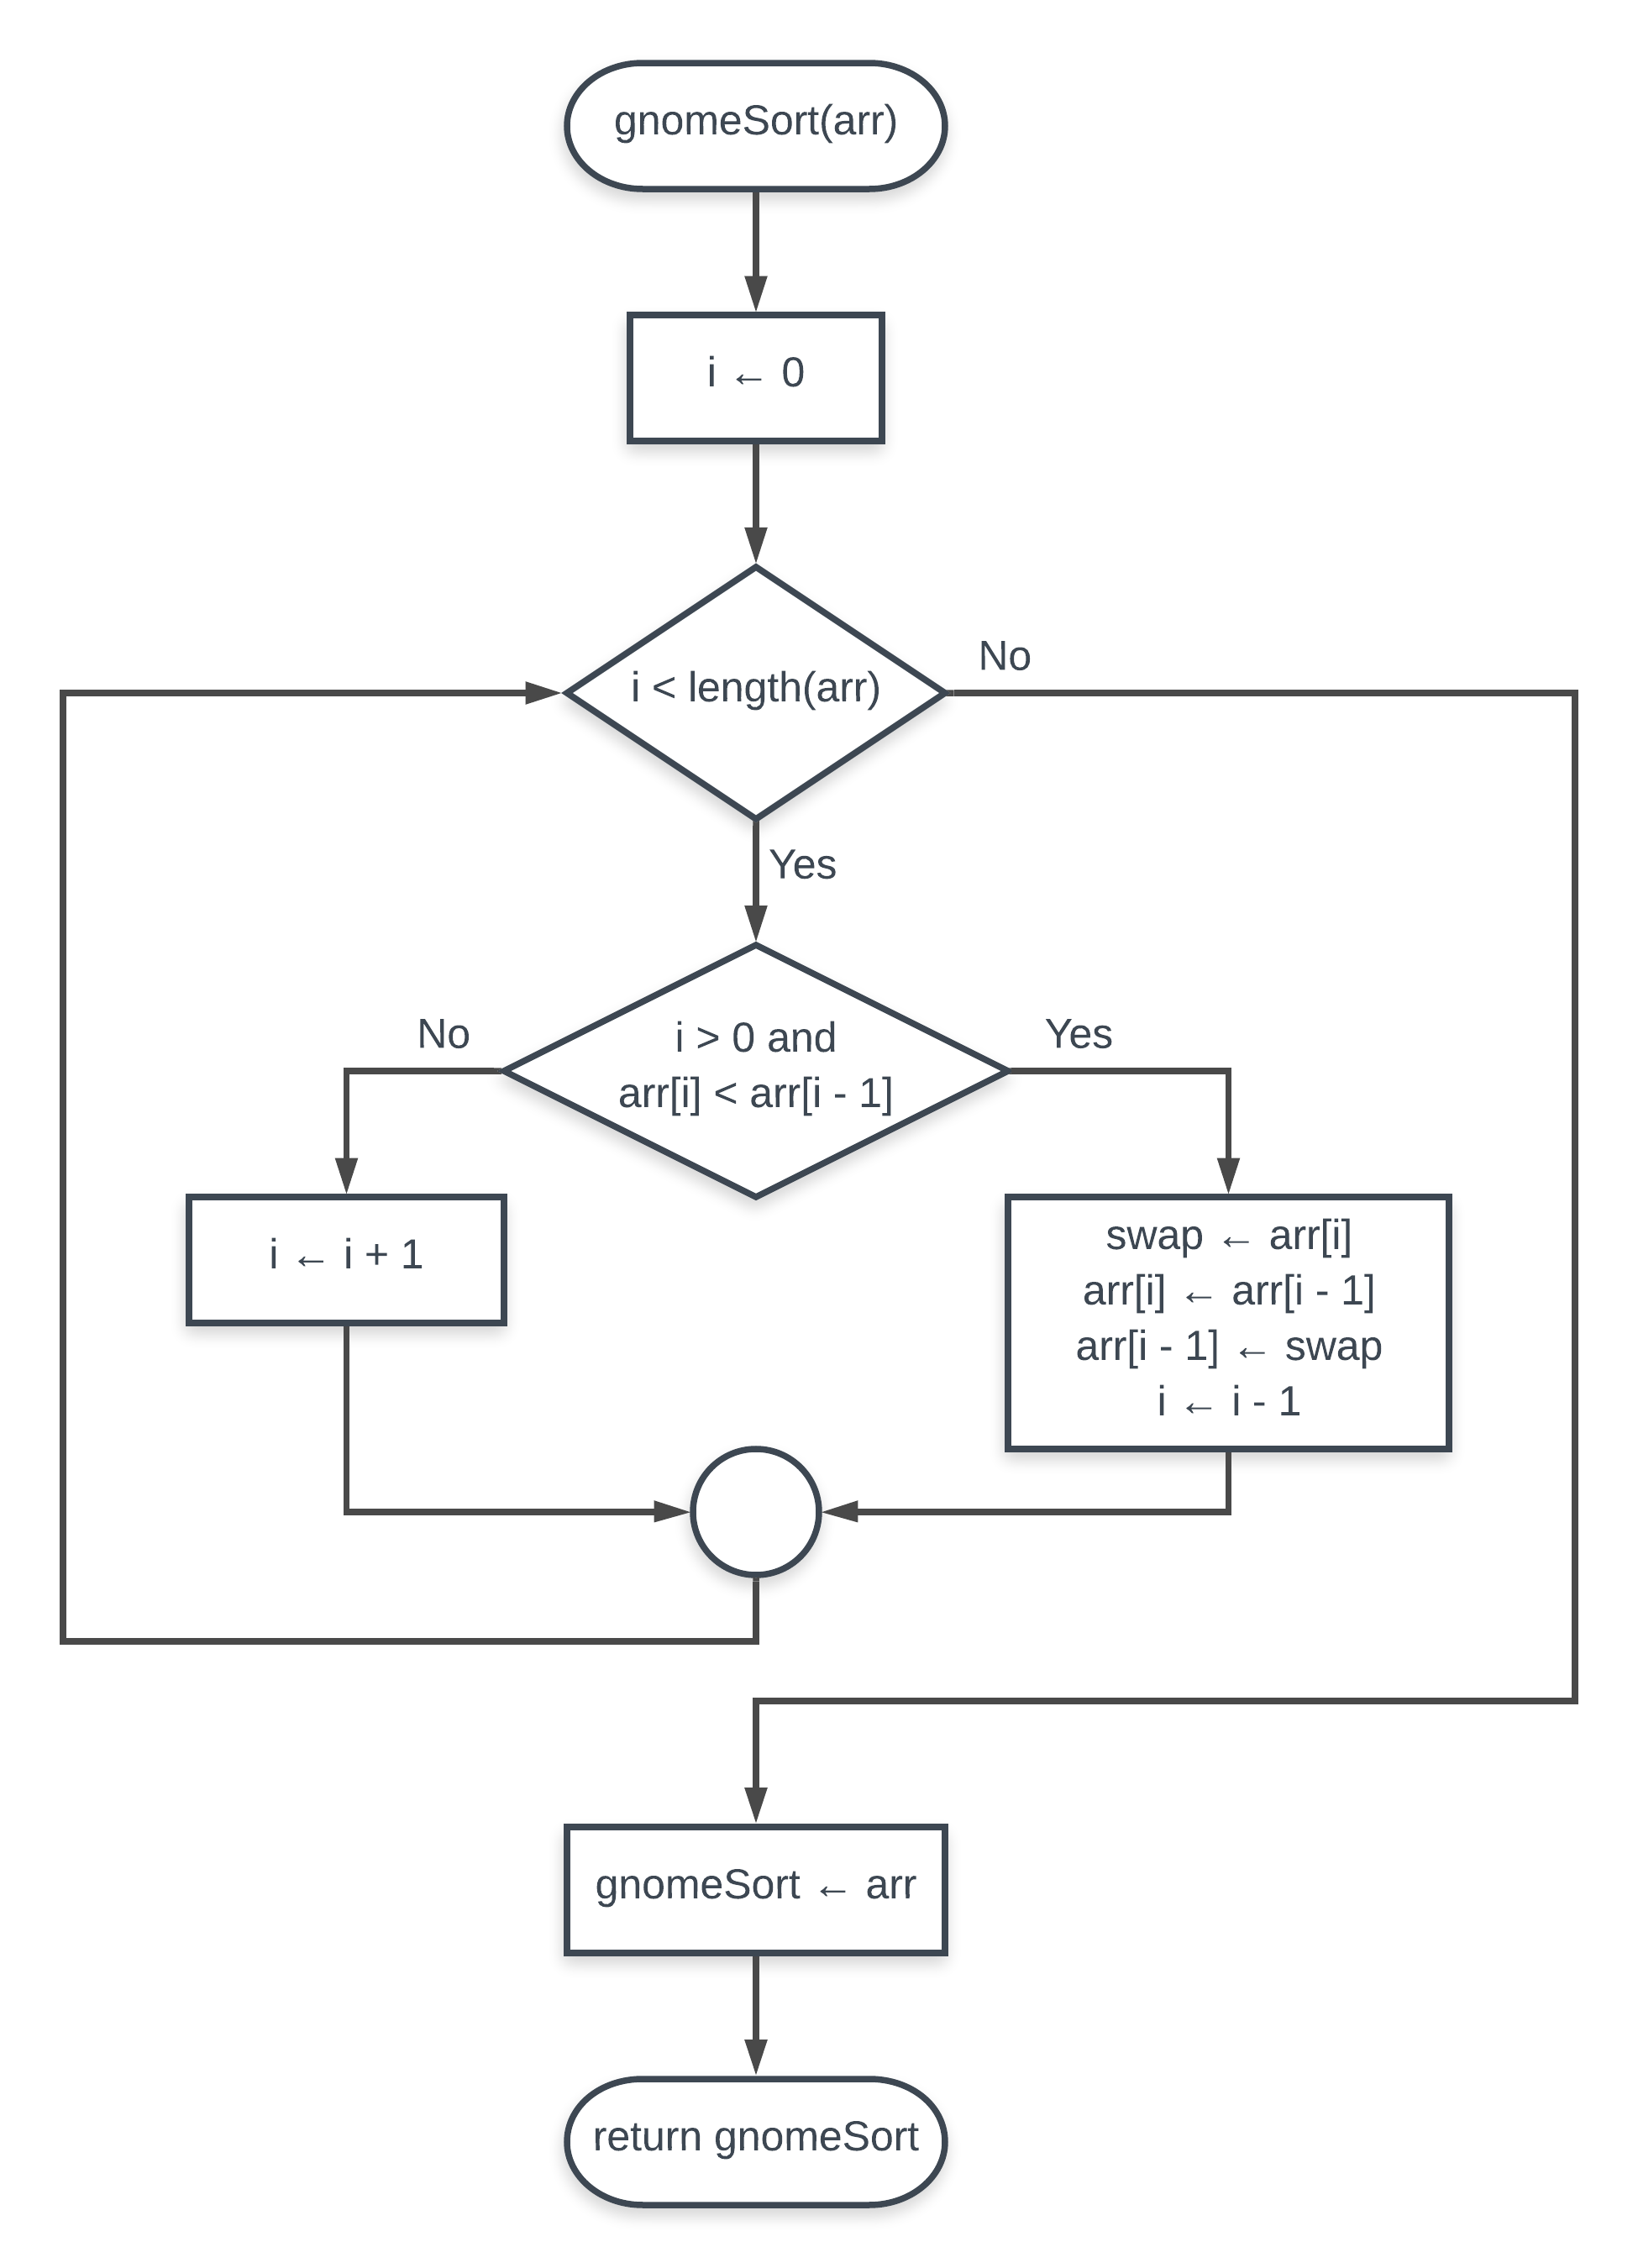 gnomeSort(arr)
i ← 0
i < length(arr)
No
Yes
i > 0 and
arr[i] < arr[i - 1]
No
Yes
i ← i + 1
swap ← arr[i]
arr[i] ← arr[i - 1]
arr[i - 1] ← swap
i ← i - 1
gnomeSort ← arr
return gnomeSort